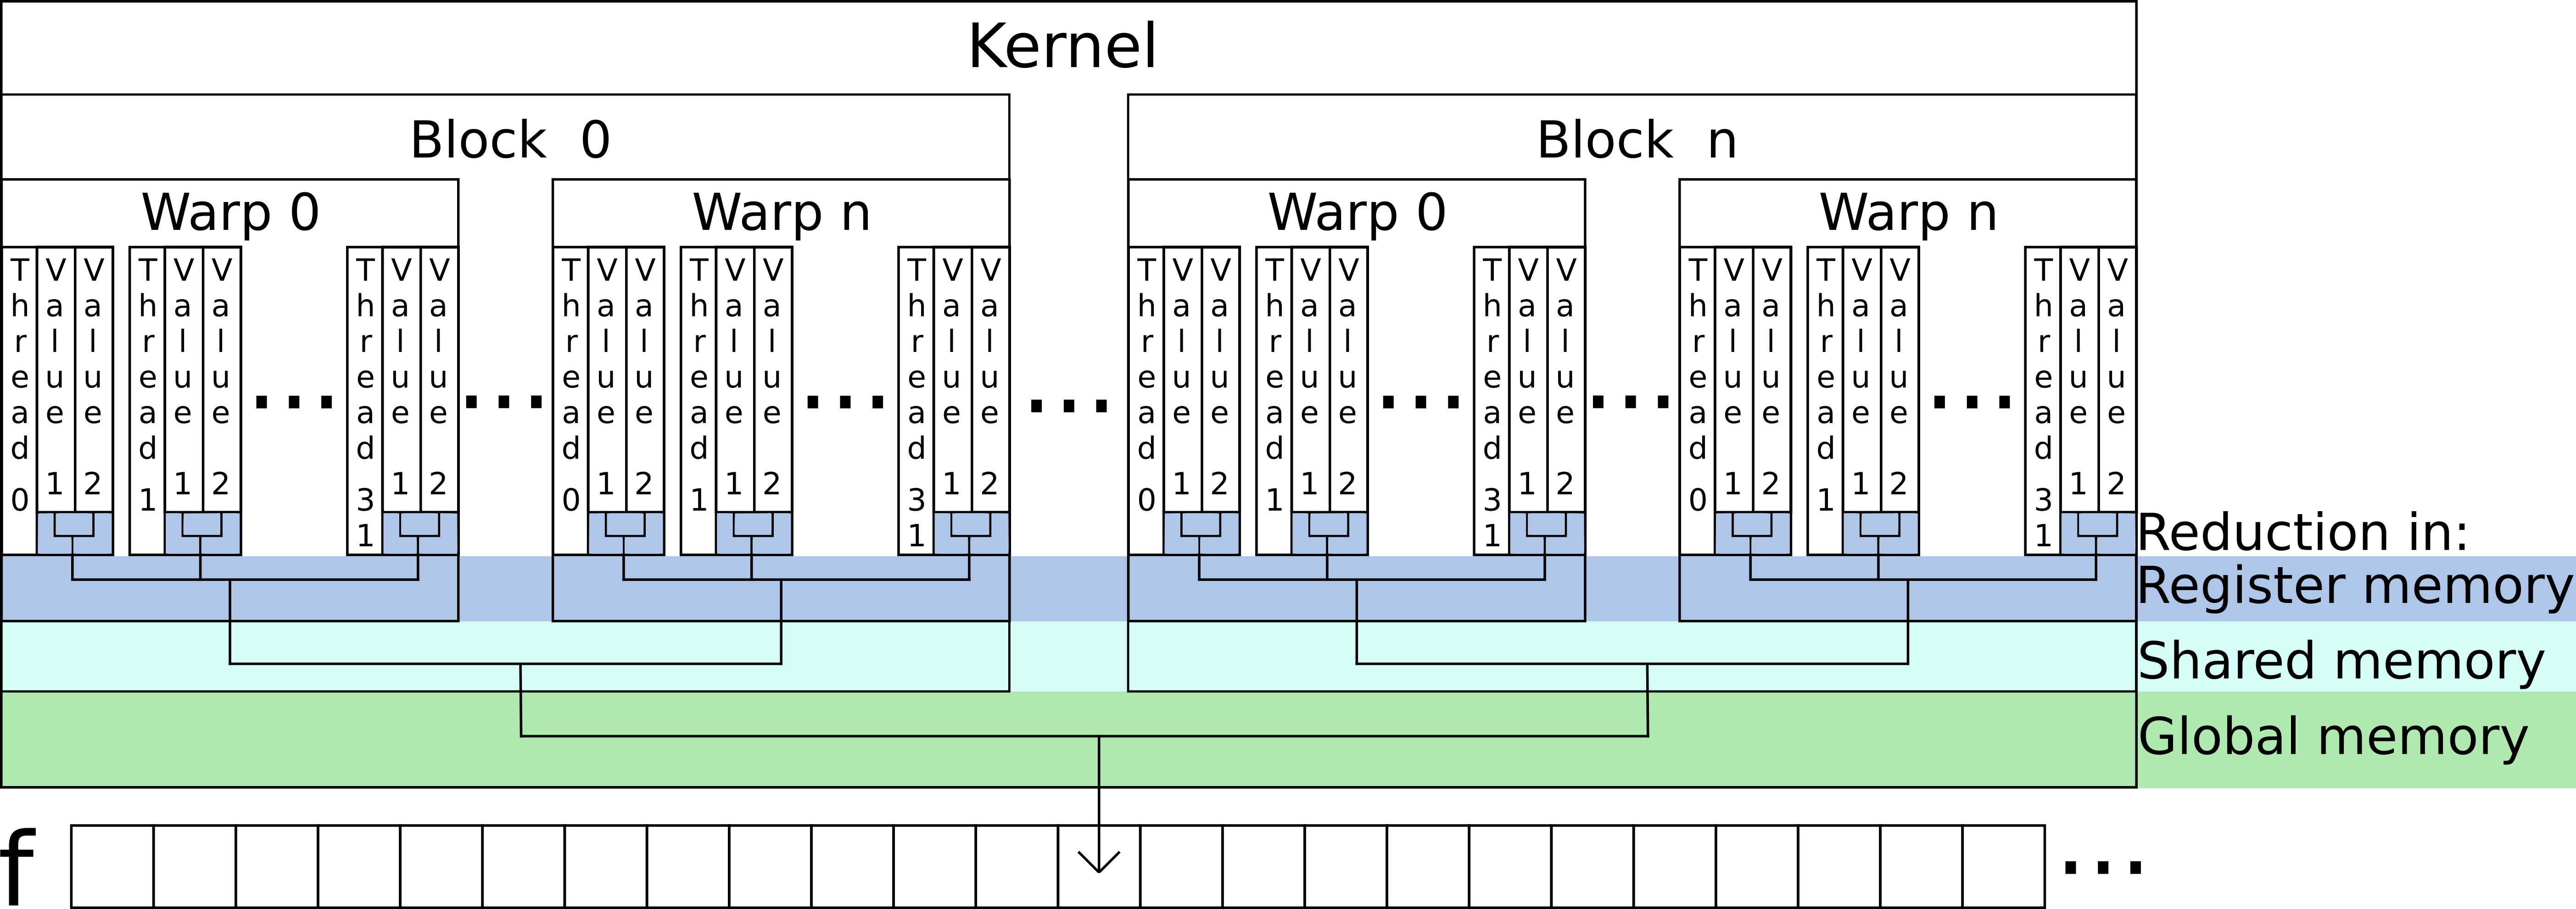 Kernel
Block 0
Block n
Warp 0
Warp n
Warp 0
Warp n
Thread 0
Value 1
Value 2
Thread 1
Value 1
Value 2
...
Thread 31
Value 1
Value 2
...
Thread 0
Value 1
Value 2
Thread 1
Value 1
Value 2
...
Thread 31
Value 1
Value 2
...
Thread 0
Value 1
Value 2
Thread 1
Value 1
Value 2
...
Thread 31
Value 1
Value 2
...
Thread 0
Value 1
Value 2
Thread 1
Value 1
Value 2
...
Thread 31
Value 1
Value 2
Reduction in:
Register memory
Shared memory
Global memory
f
...